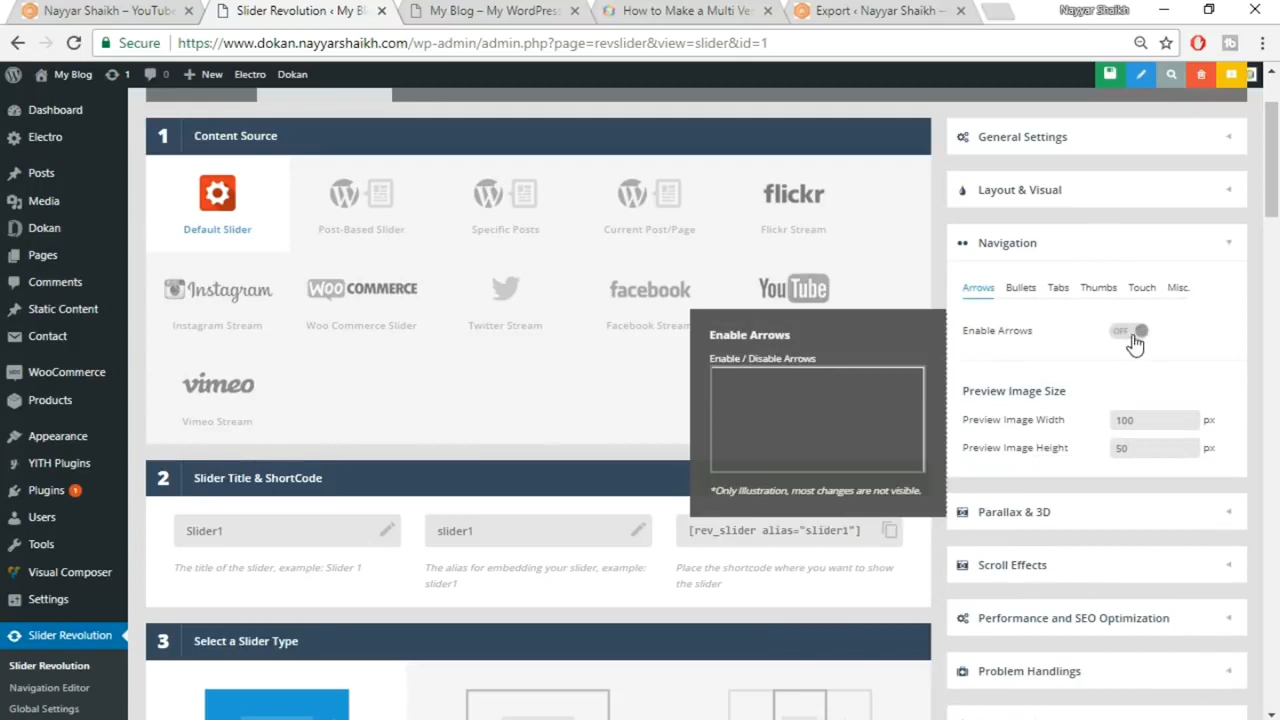 Nayyar Shaikh – YouTu
Slider Revolution ‹ My Bl
My Blog – My WordPress
How to Make a Multi Ve
Export ‹ Nayyar Shaikh —
Nayyar Shaikh
Secure
https://www.dokan.nayyarshaikh.com/wp-admin/admin.php?page=revslider&view=slider&id=1
My Blog
1
0
New
Electro
Dokan
Dashboard
Electro
Posts
Media
Dokan
Pages
Comments
Static Content
Contact
WooCommerce
Products
Appearance
YITH Plugins
Plugins 1
Users
Tools
Visual Composer
Settings
Slider Revolution
Slider Revolution
Navigation Editor
Global Settings
1 Content Source
Default Slider
Post-Based Slider
Specific Posts
Current Post/Page
flickr
Flickr Stream
Instagram
Instagram Stream
WOO COMMERCE
Woo Commerce Slider
Twitter Stream
facebook
Facebook Stream
YouTube
vimeo
Vimeo Stream
Enable Arrows
Enable / Disable Arrows
*Only Illustration, most changes are not visible.
2 Slider Title & ShortCode
Slider1
slider1
[rev_slider alias="slider1"]
The title of the slider, example: Slider 1
The alias for embedding your slider, example:
slider1
Place the shortcode where you want to show
the slider
3 Select a Slider Type
General Settings
Layout & Visual
Navigation
Arrows
Bullets
Tabs
Thumbs
Touch
Misc.
Enable Arrows
OFF
Preview Image Size
Preview Image Width
100
px
Preview Image Height
50
px
Parallax & 3D
Scroll Effects
Performance and SEO Optimization
Problem Handlings